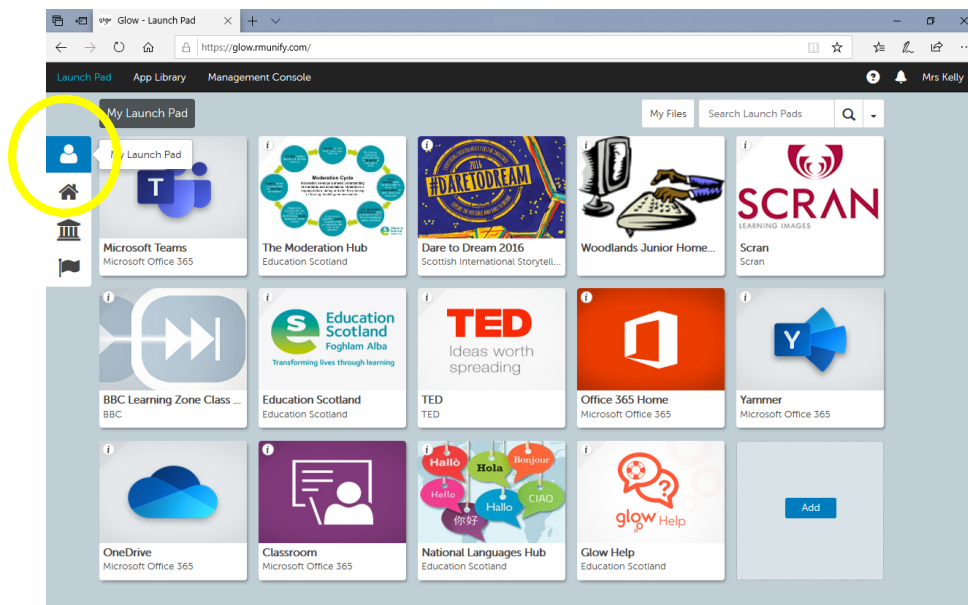 glow Glow - Launch Pad
https://glow.rmunify.com/
Launch Pad App Library Management Console Mrs Kelly
My Launch Pad My Files Search Launch Pads
My Launch Pad
T
Microsoft Teams
Microsoft Office 365
Moderation Cycle
The Moderation Hub
Education Scotland
2016
#DARETODREAM
Dare to Dream 2016
Scottish International Storytell...
Woodlands Junior Home...
SCRAN
LEARNING IMAGES
Scran
Scran
BBC Learning Zone Class ...
BBC
Education
Scotland
Foghlam Alba
Transforming lives through learning
Education Scotland
Education Scotland
TED
Ideas worth
spreading
TED
TED
Office 365 Home
Microsoft Office 365
Y
Yammer
Microsoft Office 365
OneDrive
Microsoft Office 365
Classroom
Microsoft Office 365
Hallò
Hola
Bonjour
Hello
Hallo
CIAO
你好
National Languages Hub
Education Scotland
glow Help
Glow Help
Education Scotland
Add